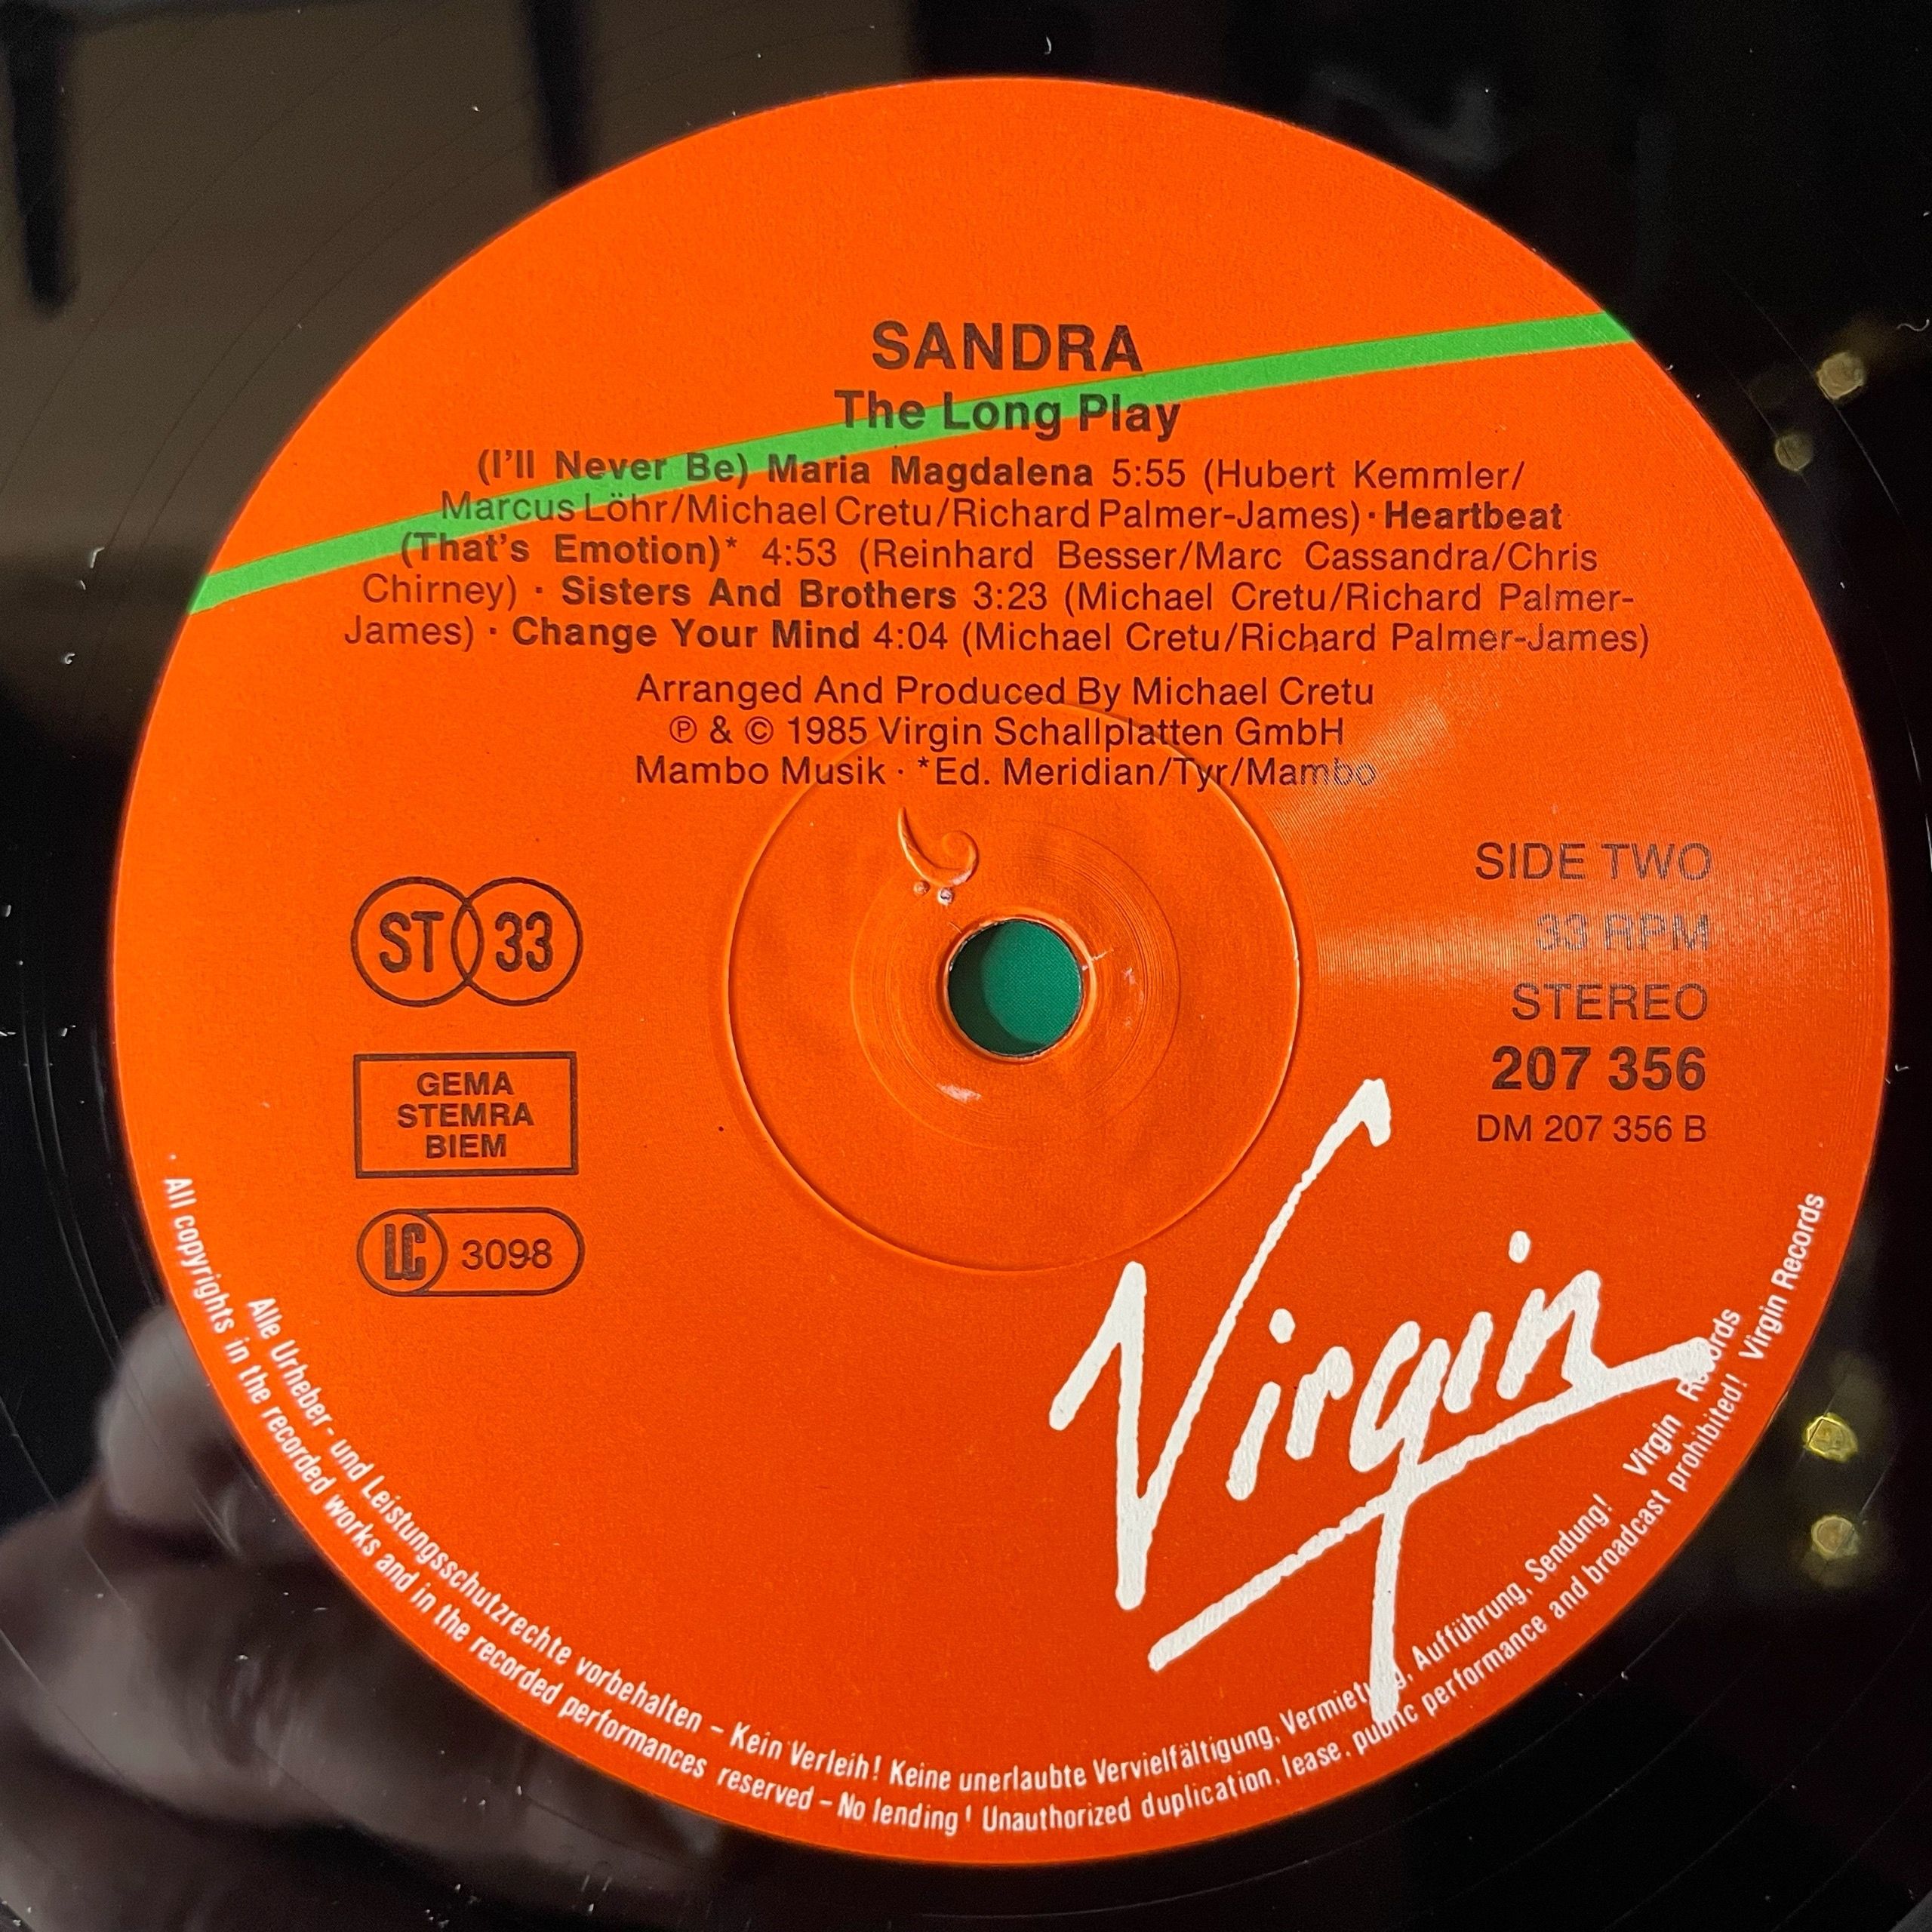 SANDRA
The Long Play
(I'll Never Be) Maria Magdalena 5:55 (Hubert Kemmler/
Marcus Löhr/Michael Cretu/Richard Palmer-James) · Heartbeat
(That's Emotion)* 4:53 (Reinhard Besser/Marc Cassandra/Chris
Chirney) · Sisters And Brothers 3:23 (Michael Cretu/Richard Palmer-
James) · Change Your Mind 4:04 (Michael Cretu/Richard Palmer-James)
Arranged And Produced By Michael Cretu
℗ & © 1985 Virgin Schallplatten GmbH
Mambo Musik · *Ed. Meridian/Tyr/Mambo
SIDE TWO
33 RPM
STEREO
207 356
DM 207 356 B
ST 33
GEMA
STEMRA
BIEM
LC 3098
Virgin
Alle Urheber- und Leistungsschutzrechte vorbehalten – Kein Verleih! Keine unerlaubte Vervielfältigung, Vermietung, Aufführung, Sendung! Virgin Records
All copyrights in the recorded works and in the recorded performances reserved – No lending! Unauthorized duplication, lease, public performance and broadcast prohibited! Virgin Records